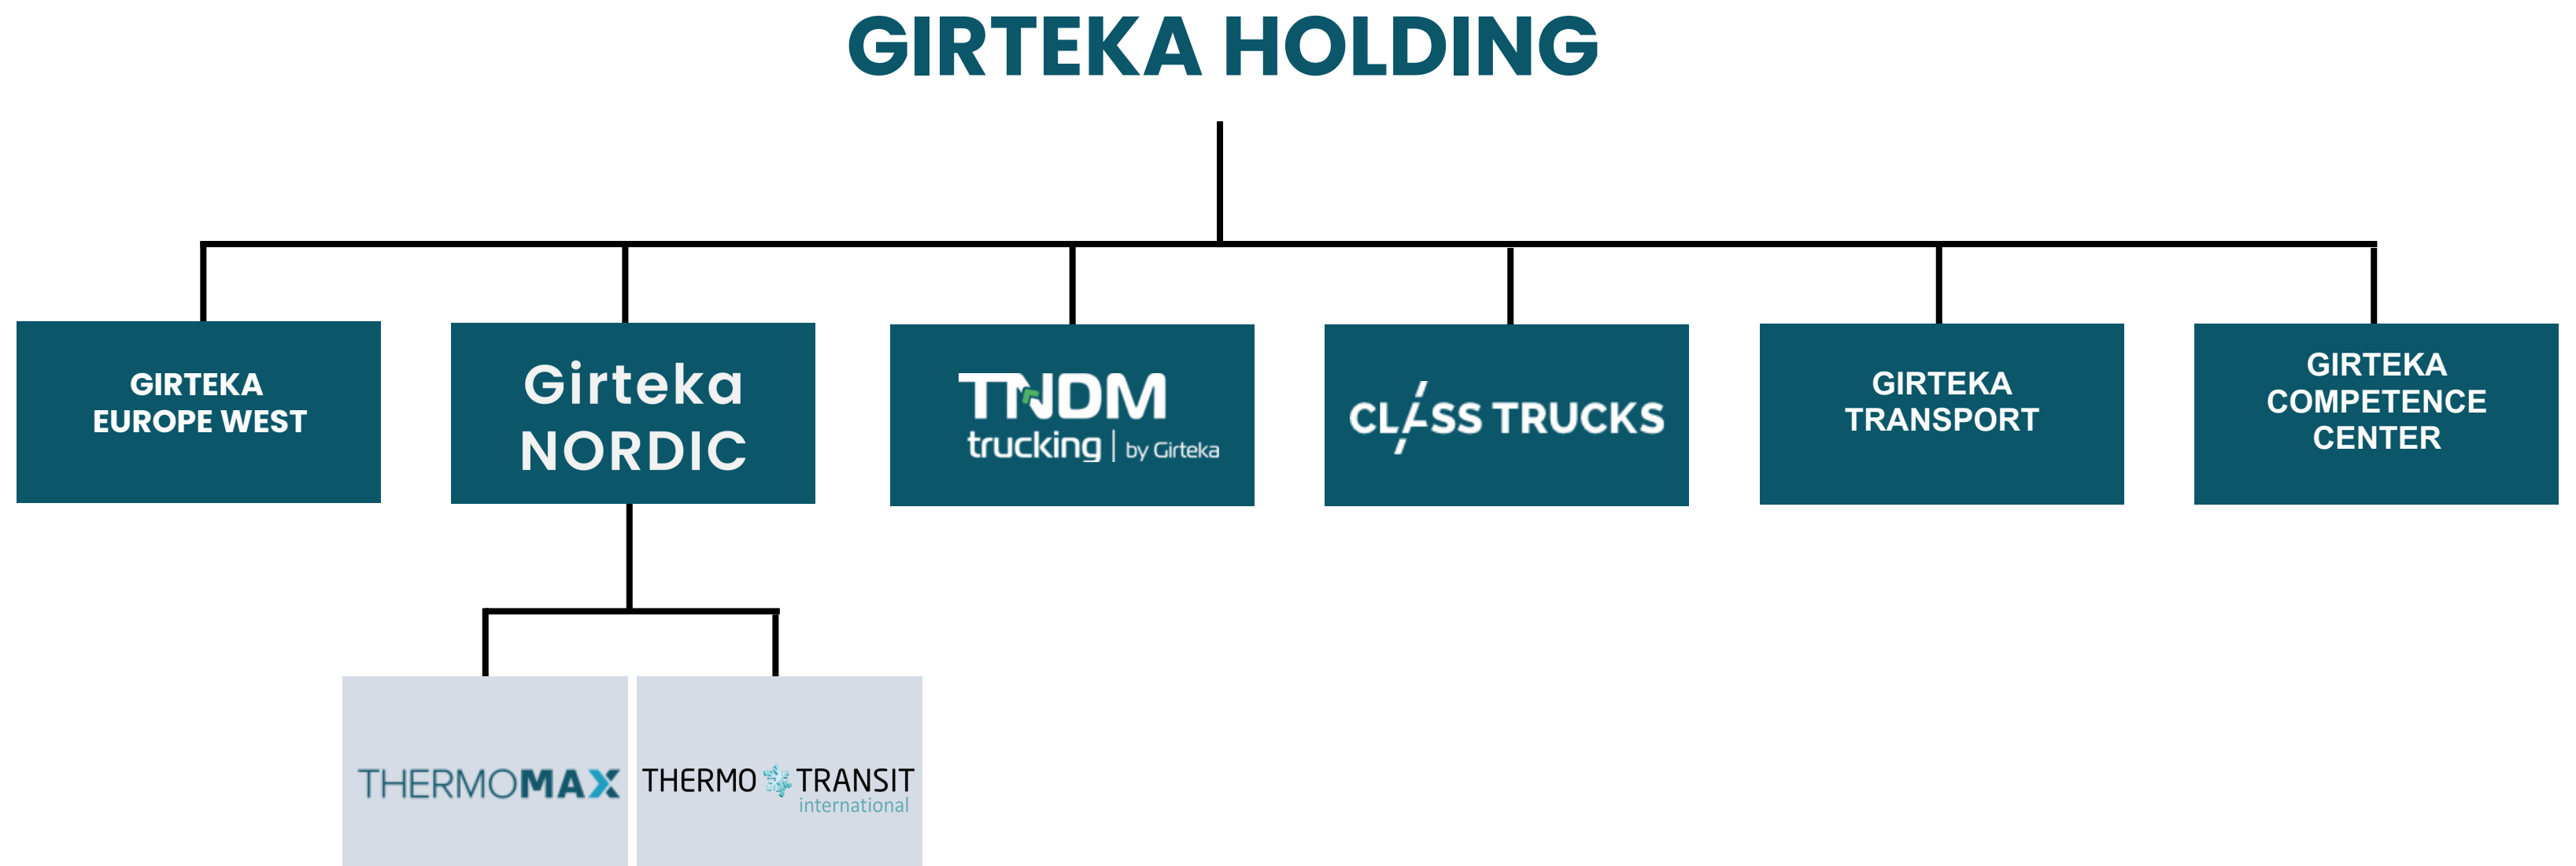 GIRTEKA HOLDING
GIRTEKA
EUROPE WEST
Girteka
NORDIC
TNDM
trucking | by Girteka
CLASS TRUCKS
GIRTEKA
TRANSPORT
GIRTEKA
COMPETENCE
CENTER
THERMOMAX
THERMO TRANSIT
international